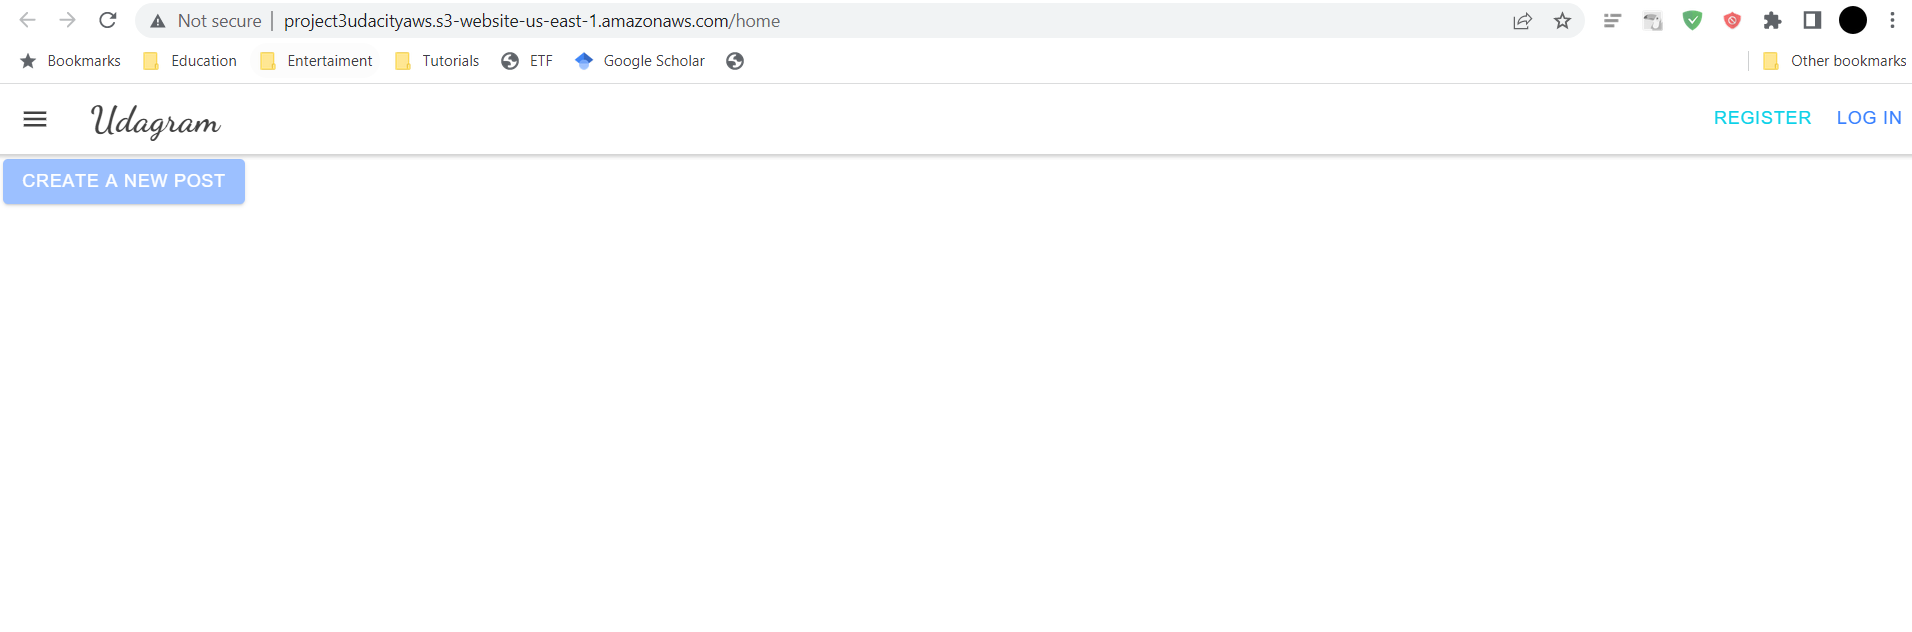 Not secure | project3udacityaws.s3-website-us-east-1.amazonaws.com/home
Bookmarks Education Entertaiment Tutorials ETF Google Scholar Other bookmarks
Udagram REGISTER LOG IN
CREATE A NEW POST